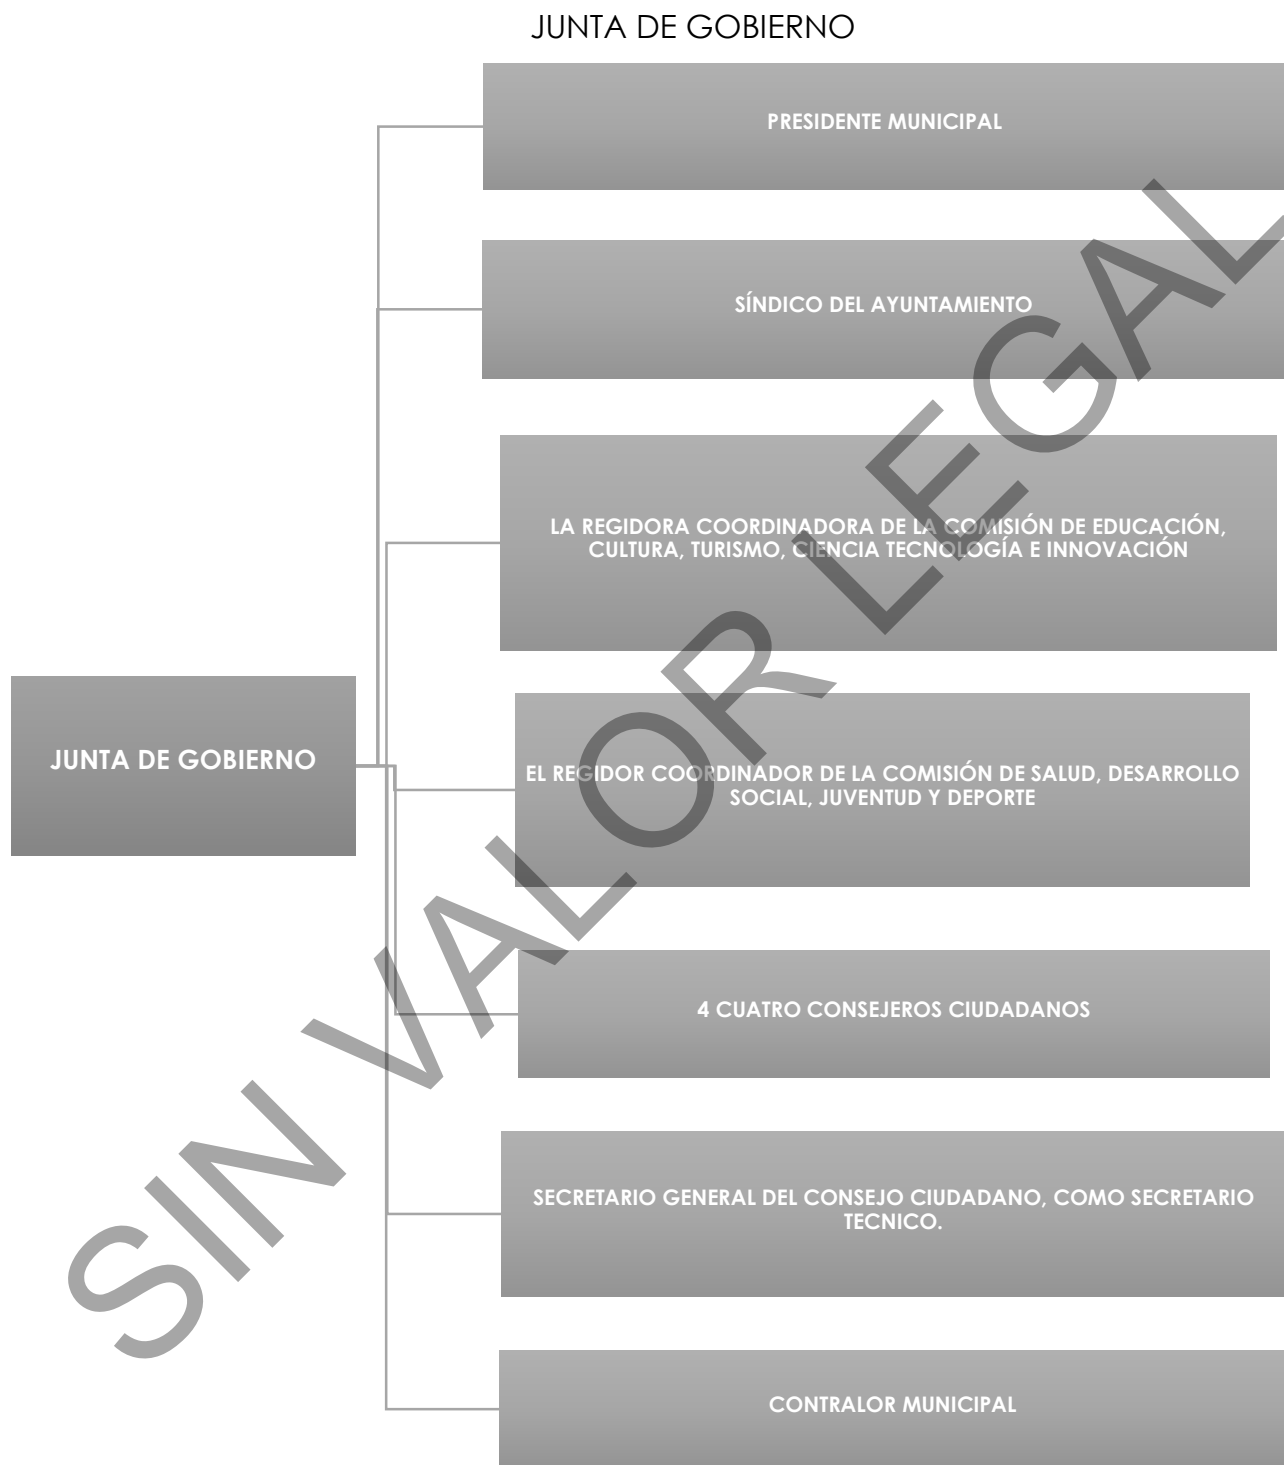 JUNTA DE GOBIERNO
PRESIDENTE MUNICIPAL
SÍNDICO DEL AYUNTAMIENTO
LA REGIDORA COORDINADORA DE LA COMISIÓN DE EDUCACIÓN,
CULTURA, TURISMO, CIENCIA TECNOLOGÍA E INNOVACIÓN
JUNTA DE GOBIERNO
EL REGIDOR COORDINADOR DE LA COMISIÓN DE SALUD, DESARROLLO
SOCIAL, JUVENTUD Y DEPORTE
4 CUATRO CONSEJEROS CIUDADANOS
SECRETARIO GENERAL DEL CONSEJO CIUDADANO, COMO SECRETARIO
TECNICO.
CONTRALOR MUNICIPAL
SIN VALOR LEGAL